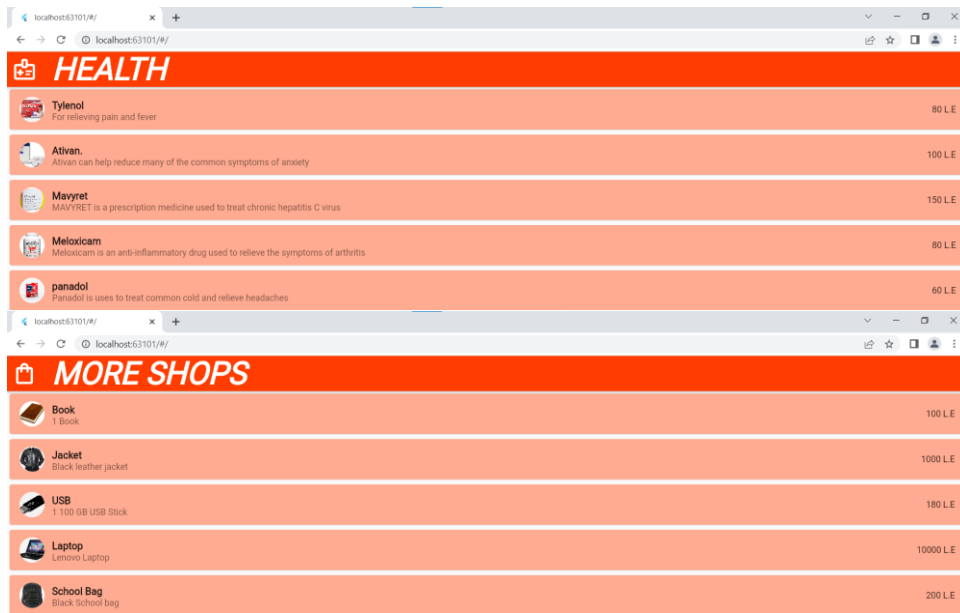 localhost:63101/#/
localhost:63101/#/
HEALTH
Tylenol
For relieving pain and fever
80 L.E
Ativan.
Ativan can help reduce many of the common symptoms of anxiety
100 L.E
Mavyret
MAVYRET is a prescription medicine used to treat chronic hepatitis C virus
150 L.E
Meloxicam
Meloxicam is an anti-inflammatory drug used to relieve the symptoms of arthritis
80 L.E
panadol
Panadol is uses to treat common cold and relieve headaches
60 L.E
localhost:63101/#/
localhost:63101/#/
MORE SHOPS
Book
1 Book
100 L.E
Jacket
Black leather jacket
1000 L.E
USB
1 100 GB USB Stick
180 L.E
Laptop
Lenovo Laptop
10000 L.E
School Bag
Black School bag
200 L.E